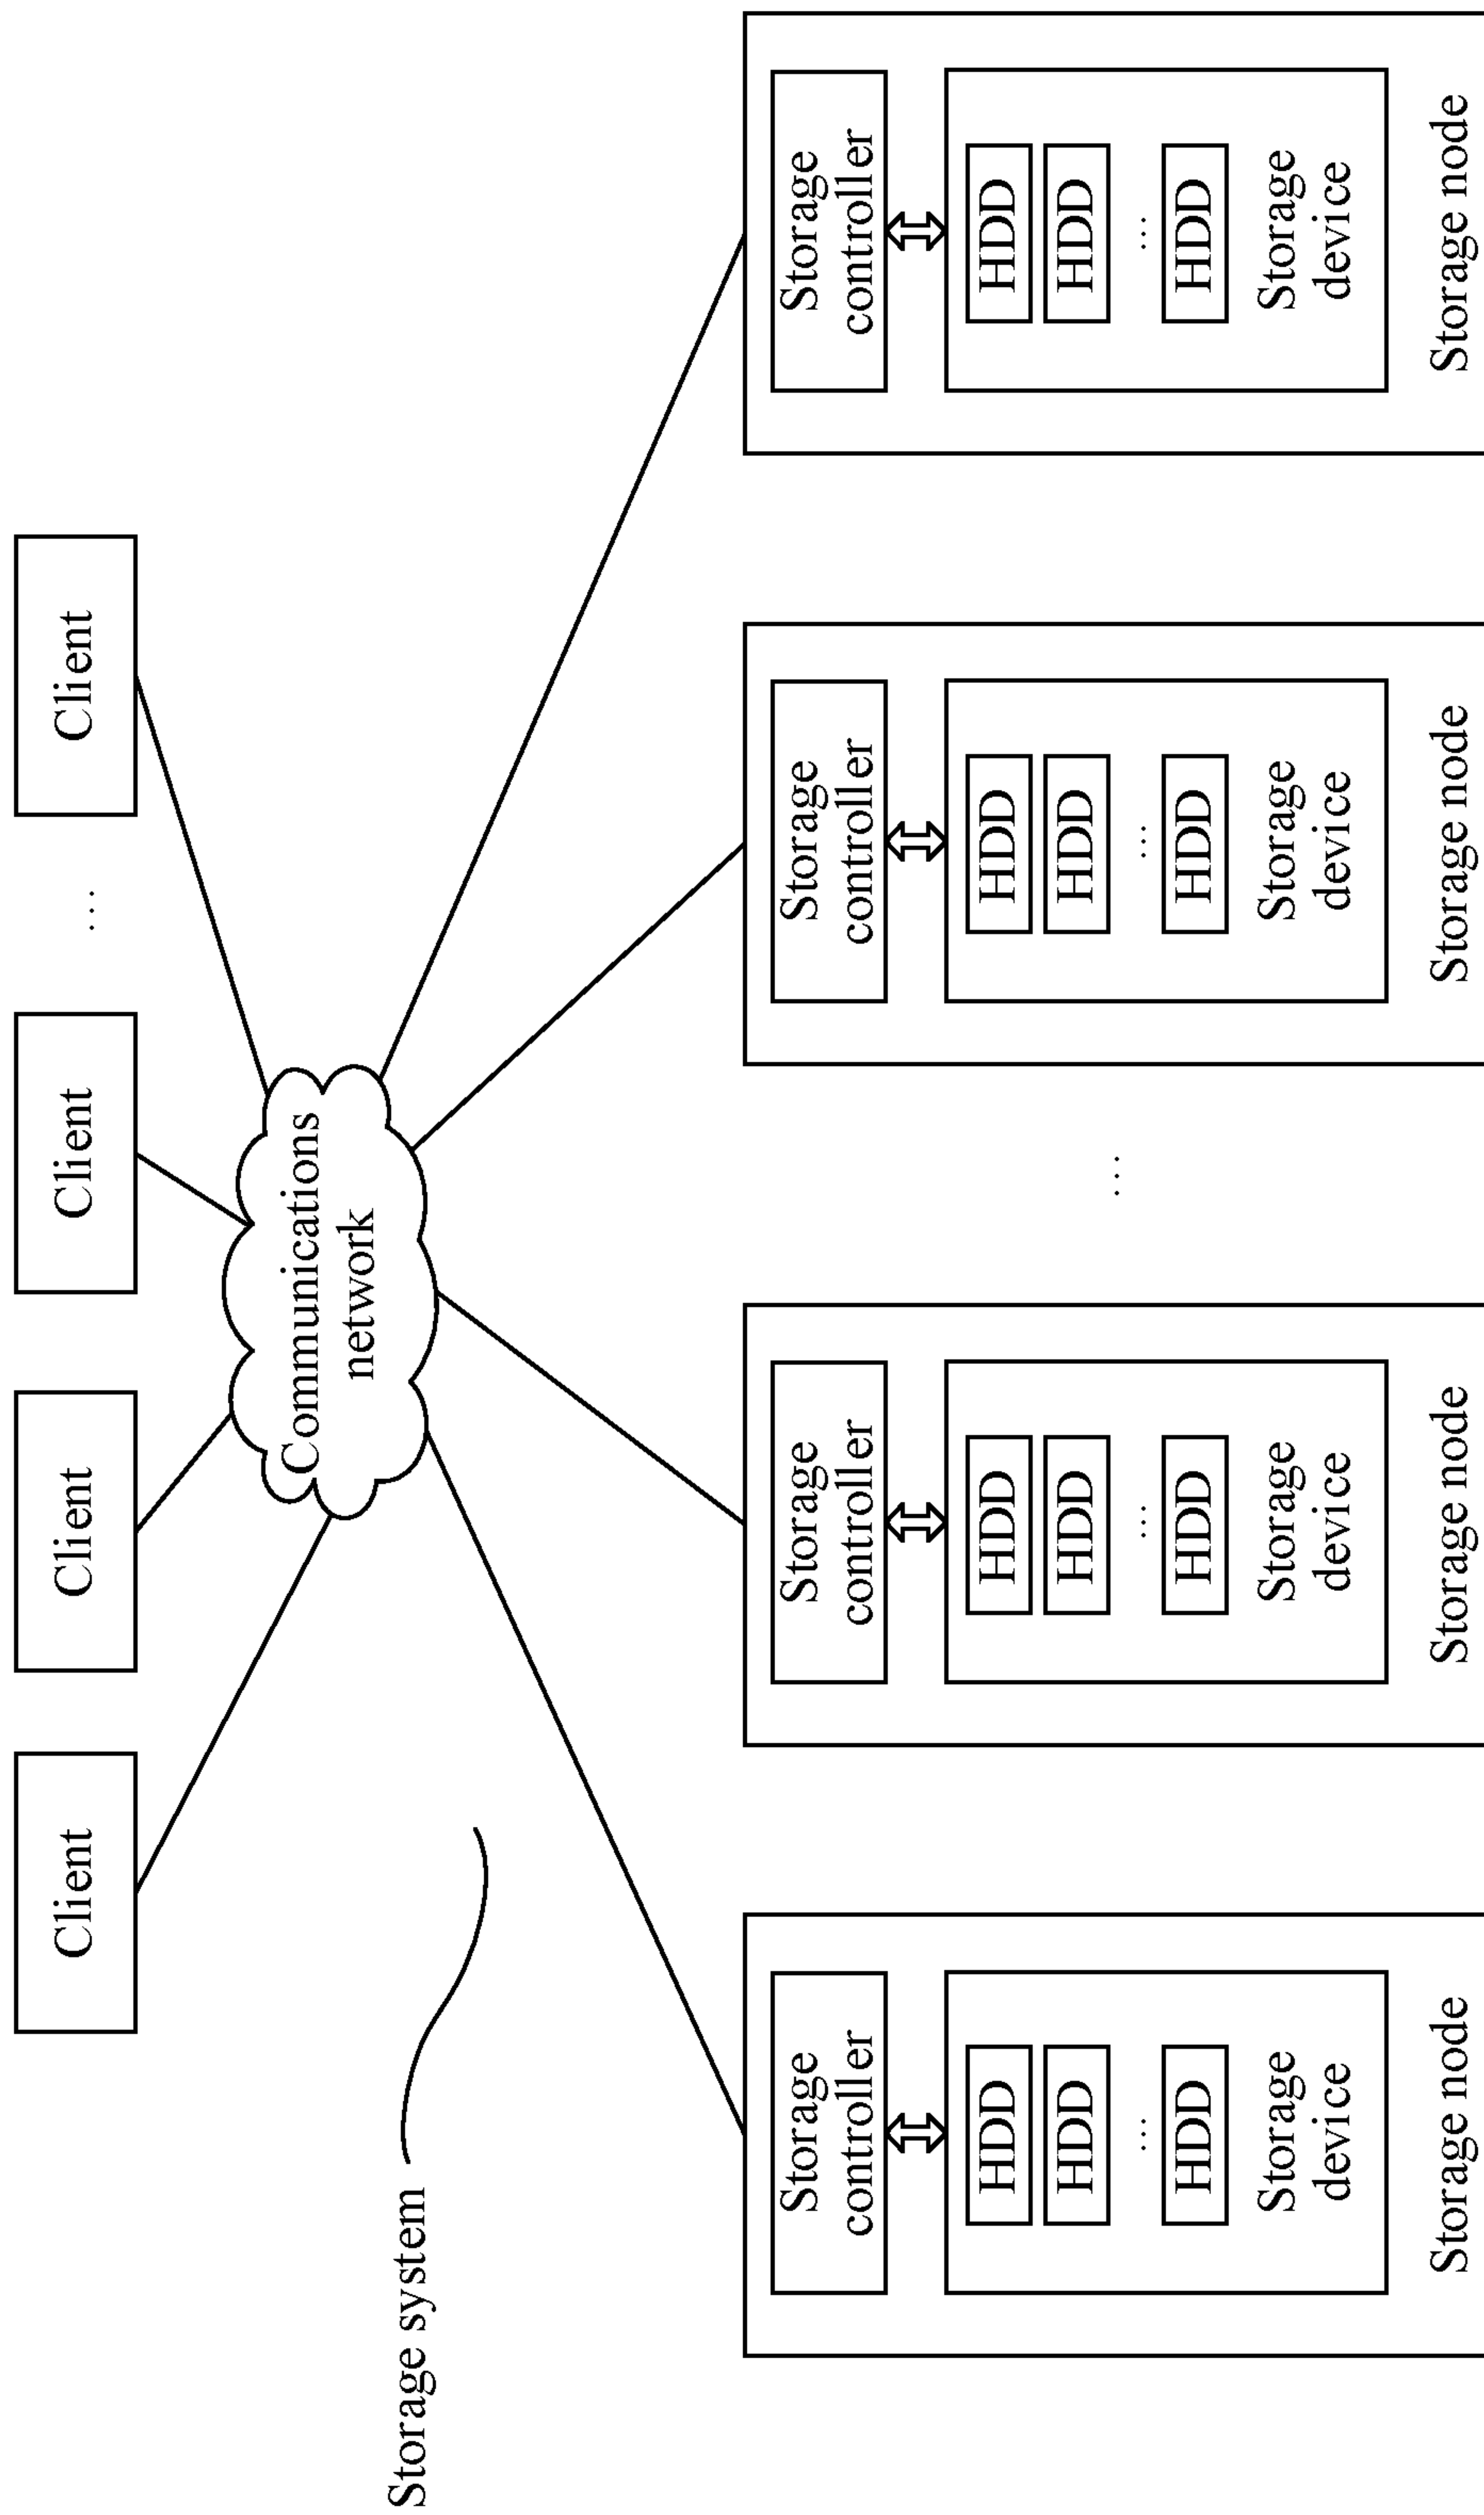 Client
Client
Client
...
Client
Communications
network
Storage system
Storage
controller
HDD
HDD
...
HDD
Storage
device
Storage node
Storage
controller
HDD
HDD
...
HDD
Storage
device
Storage node
...
Storage
controller
HDD
HDD
...
HDD
Storage
device
Storage node
Storage
controller
HDD
HDD
...
HDD
Storage
device
Storage node